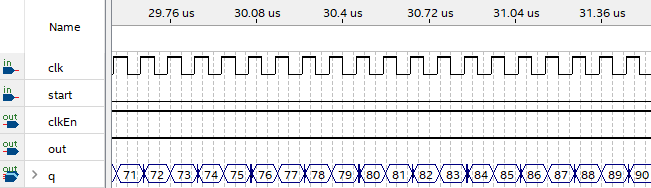 Name 29.76 us 30.08 us 30.4 us 30.72 us 31.04 us 31.36 us
in clk
in start
out clkEn
out out
out q 71 72 73 74 75 76 77 78 79 80 81 82 83 84 85 86 87 88 89 90